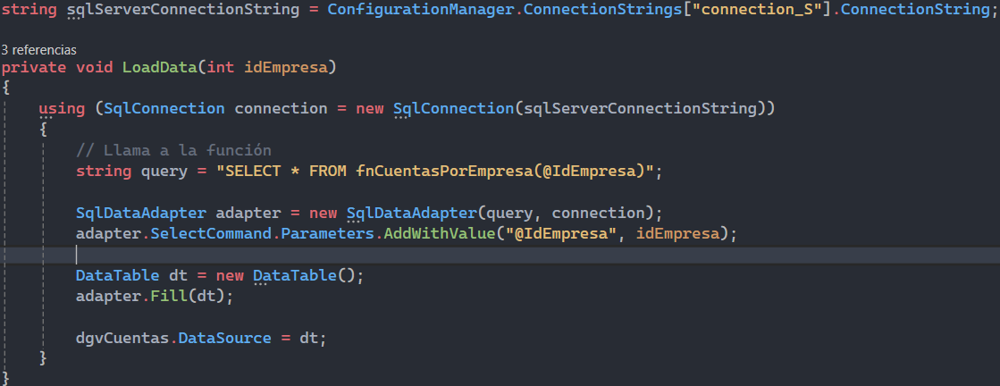 string sqlServerConnectionString = ConfigurationManager.ConnectionStrings["connection_S"].ConnectionString;
3 referencias
private void LoadData(int idEmpresa)
{
using (SqlConnection connection = new SqlConnection(sqlServerConnectionString))
{
// Llama a la función
string query = "SELECT * FROM fnCuentasPorEmpresa(@IdEmpresa)";
SqlDataAdapter adapter = new SqlDataAdapter(query, connection);
adapter.SelectCommand.Parameters.AddWithValue("@IdEmpresa", idEmpresa);
DataTable dt = new DataTable();
adapter.Fill(dt);
dgvCuentas.DataSource = dt;
}
}